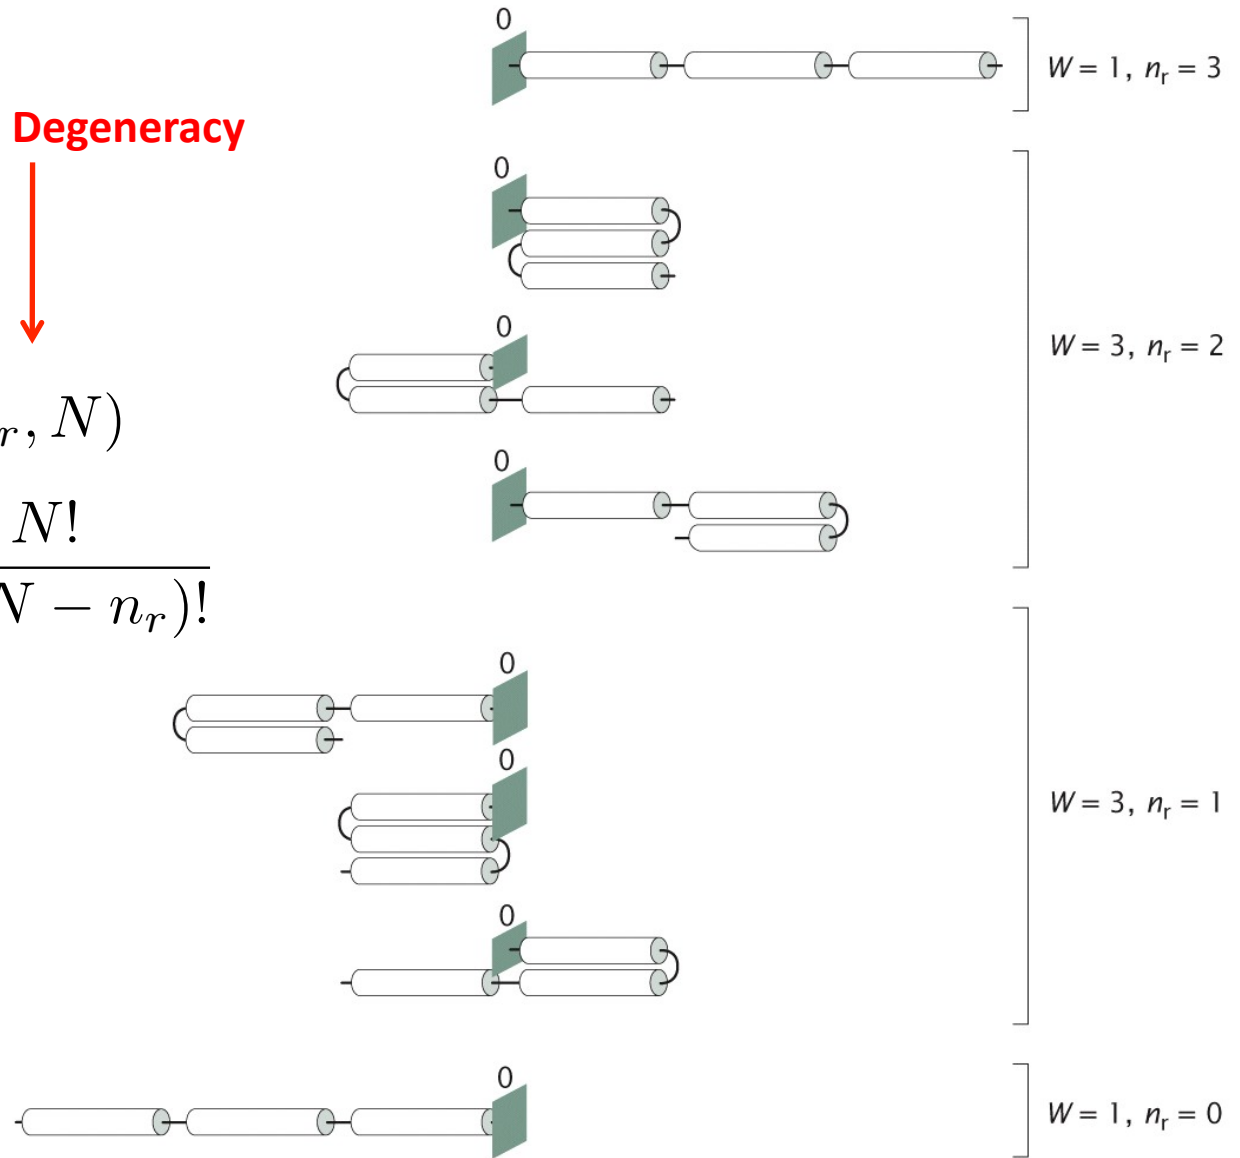 0
W = 1, n_r = 3
Degeneracy
0
0
W = 3, n_r = 2
r, N)
0
N!
N − n_r)!
0
0
W = 3, n_r = 1
0
0
W = 1, n_r = 0